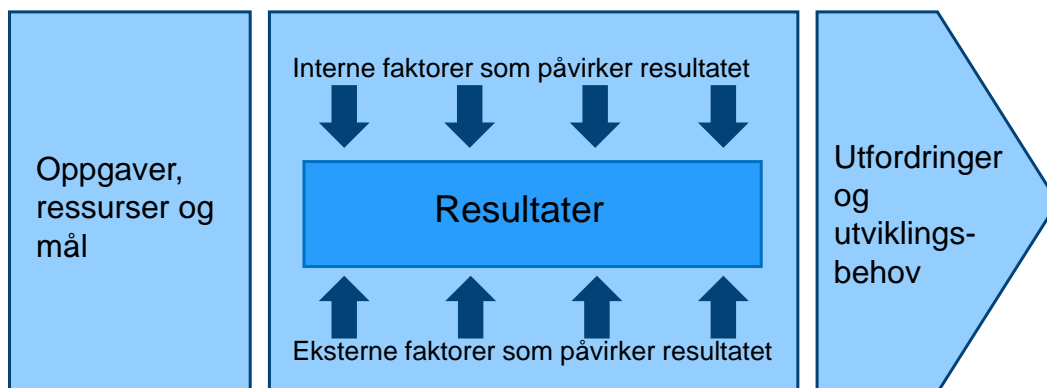 Oppgaver,
ressurser og
mål
Interne faktorer som påvirker resultatet
Resultater
Eksterne faktorer som påvirker resultatet
Utfordringer
og
utviklings-
behov